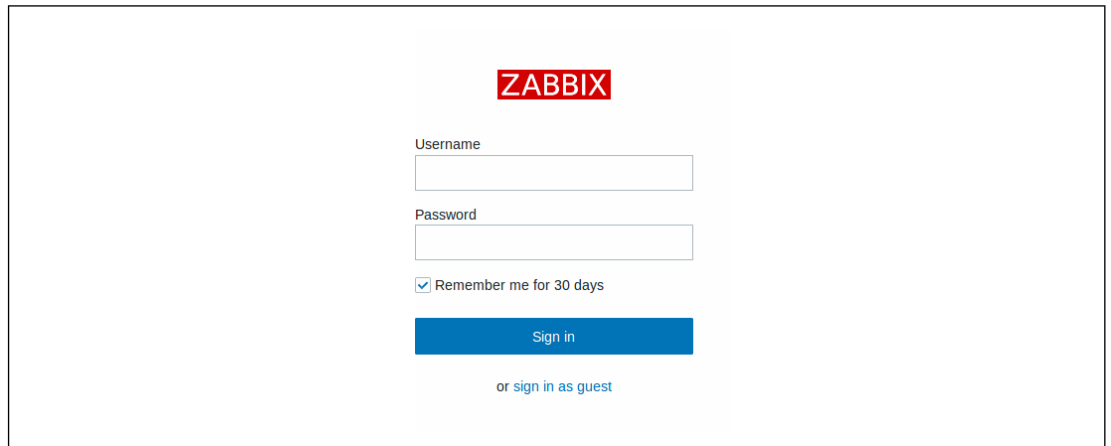 ZABBIX
Username
Password
Remember me for 30 days
Sign in
or sign in as guest